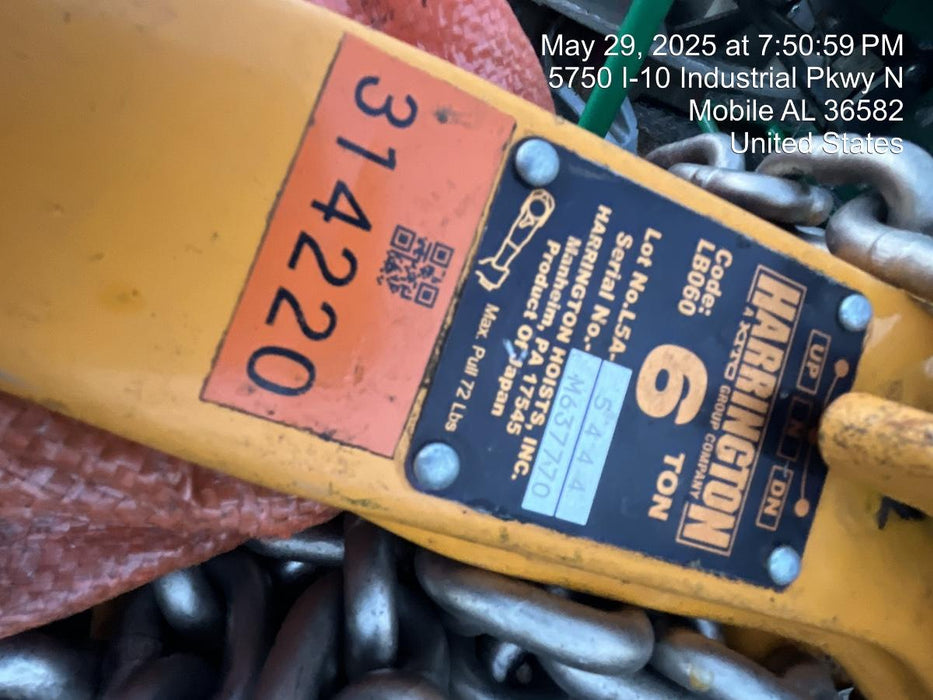 May 29, 2025 at 7:50:59 PM
5750 I-10 Industrial Pkwy N
Mobile AL 36582
United States
314220
UP
N
DN
HARRINGTON
A KITO GROUP COMPANY
Code:
LB060
6 TON
Lot No.L5A- 5444
Serial No.- M637770
HARRINGTON HOISTS, INC.
Manheim, PA 17545
Product Of Japan
Max. Pull 72 Lbs